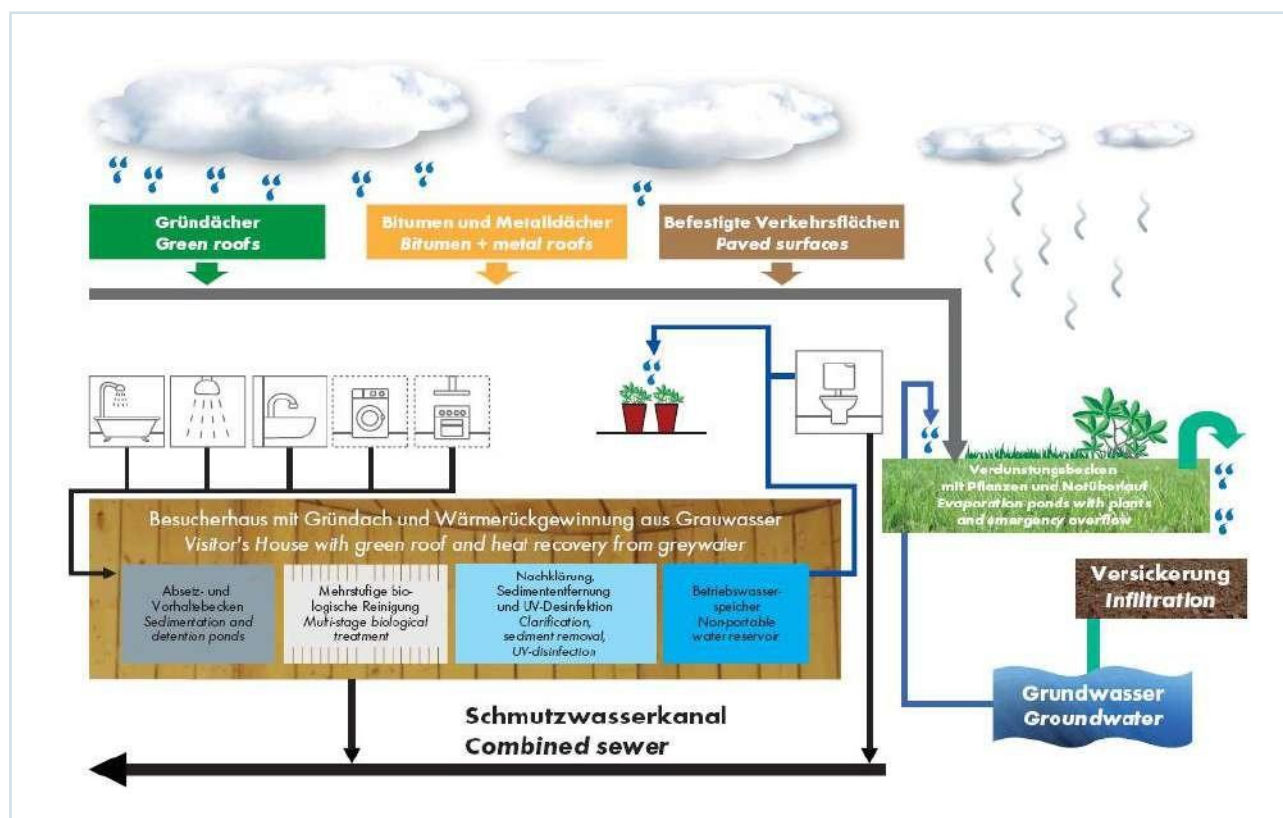 Gründächer
Green roofs
Bitumen und Metalldächer
Bitumen + metal roofs
Befestigte Verkehrsflächen
Paved surfaces
Verdunstungsbecken
mit Pflanzen und Notüberlauf
Evaporation ponds with plants
and emergency overflow
Besucherhaus mit Gründach und Wärmerückgewinnung aus Grauwasser
Visitor's House with green roof and heat recovery from greywater
Absetz- und
Vorhaltebecken
Sedimentation and
detention ponds
Mehrstufige bio-
logische Reinigung
Multi-stage biological
treatment
Nachklärung,
Sedimententfernung
und UV-Desinfektion
Clarification,
sediment removal,
UV-disinfection
Betriebswasser-
speicher
Non-portable
water reservoir
Versickerung
Infiltration
Grundwasser
Groundwater
Schmutzwasserkanal
Combined sewer